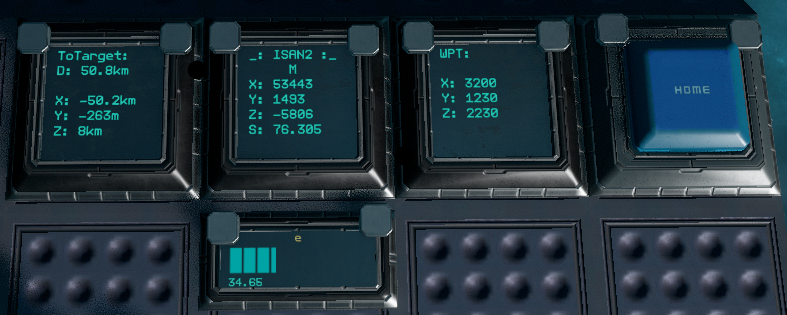 ToTarget:
D: 50.8km
X: -50.2km
Y: -263m
Z: 8km
_: ISAN2 :_
M
X: 53443
Y: 1493
Z: -5806
S: 76.305
WPT:
X: 3200
Y: 1230
Z: 2230
HOME
e
34.65